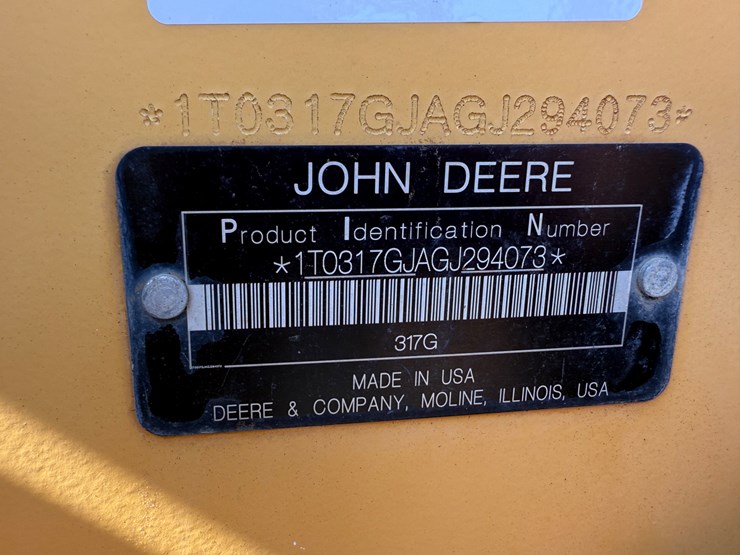 *1T0317GJAGJ294073*
JOHN DEERE
Product Identification Number
*1T0317GJAGJ294073*
317G
MADE IN USA
DEERE & COMPANY, MOLINE, ILLINOIS, USA